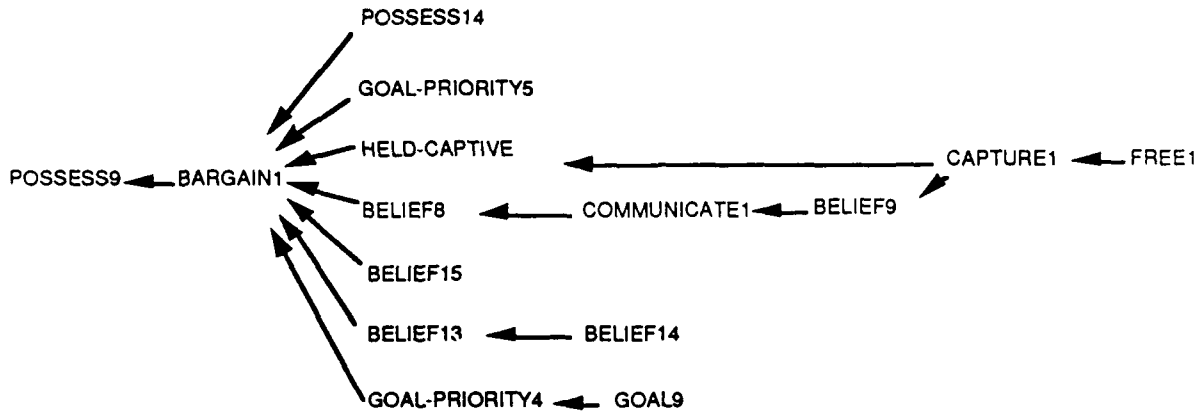 POSSESS14
GOAL-PRIORITY5
HELD-CAPTIVE
CAPTURE1
FREE1
POSSESS9
BARGAIN1
BELIEF8
COMMUNICATE1
BELIEF9
BELIEF15
BELIEF13
BELIEF14
GOAL-PRIORITY4
GOAL9